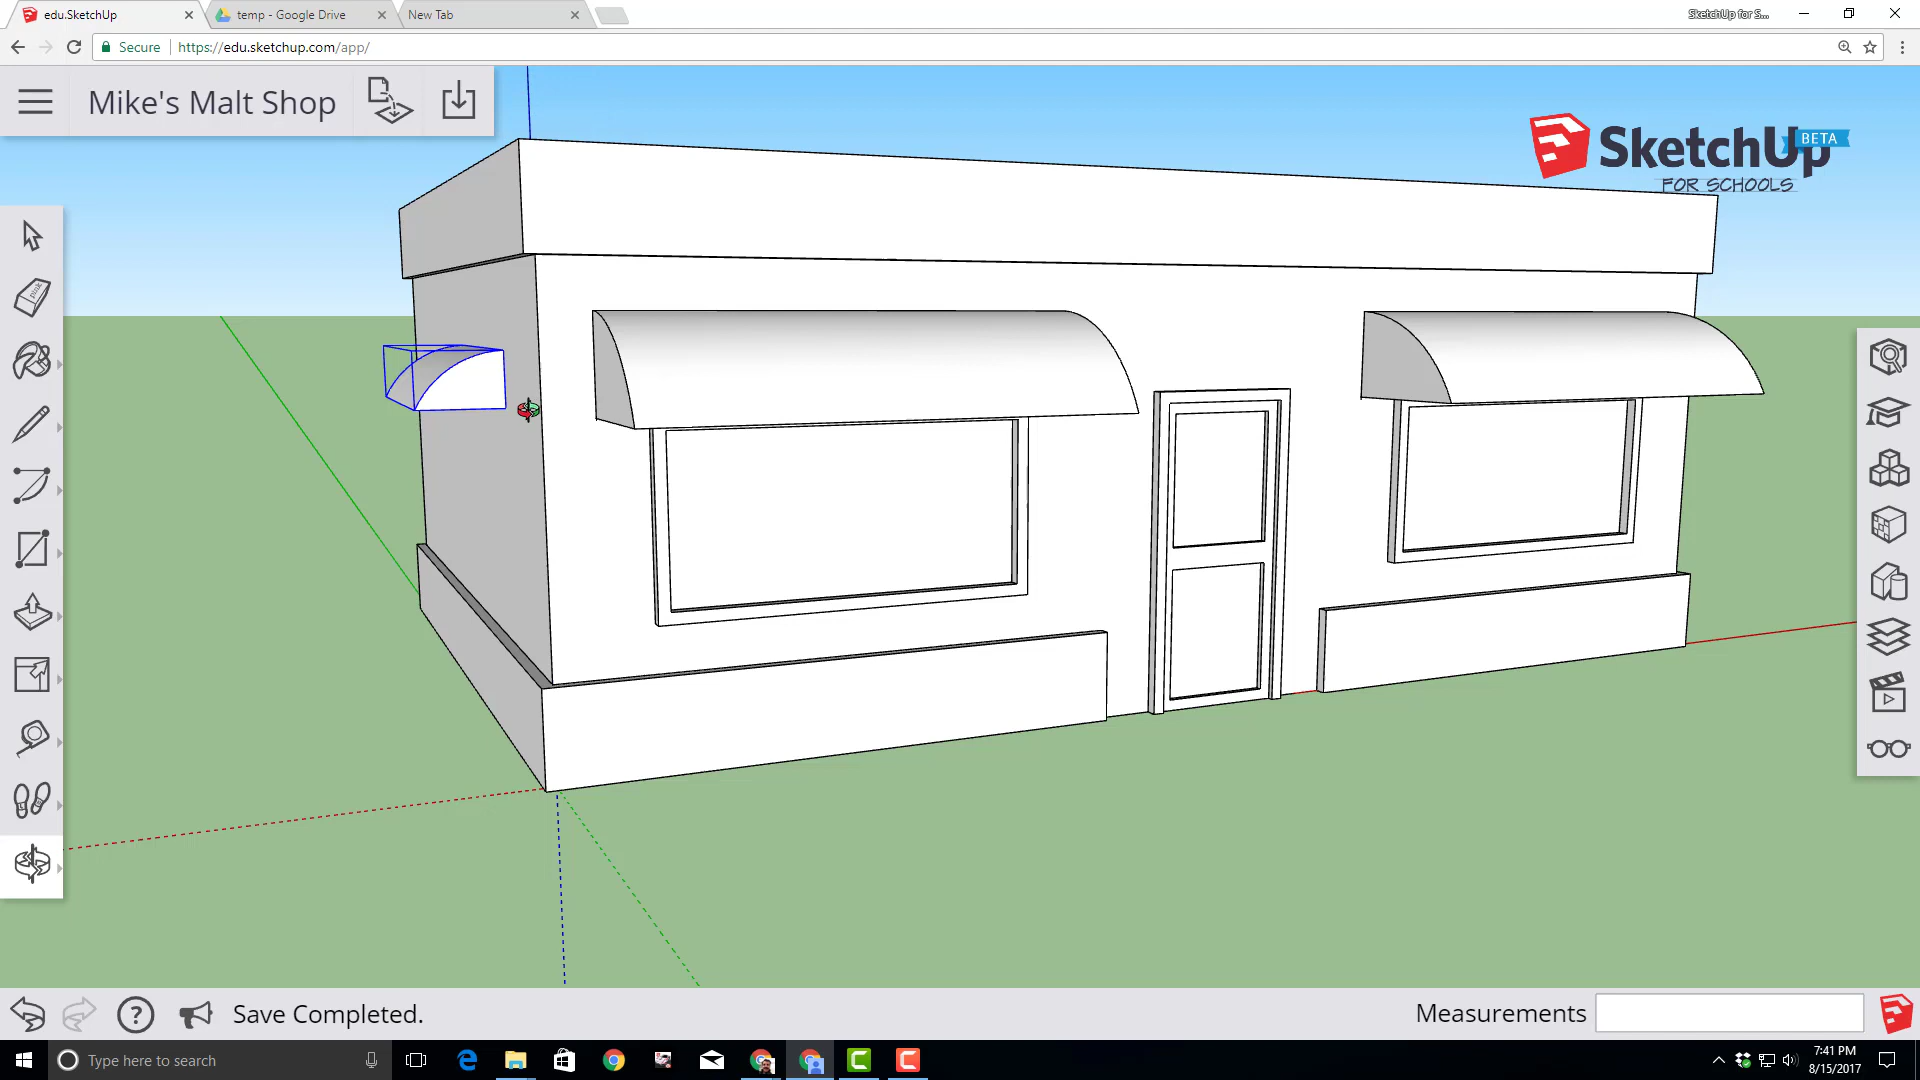 edu.SketchUp
temp - Google Drive
New Tab
SketchUp for S...
Secure
https://edu.sketchup.com/app/
Mike's Malt Shop
SketchUp
BETA
FOR SCHOOLS
?
Save Completed.
Measurements
Type here to search
7:41 PM
8/15/2017